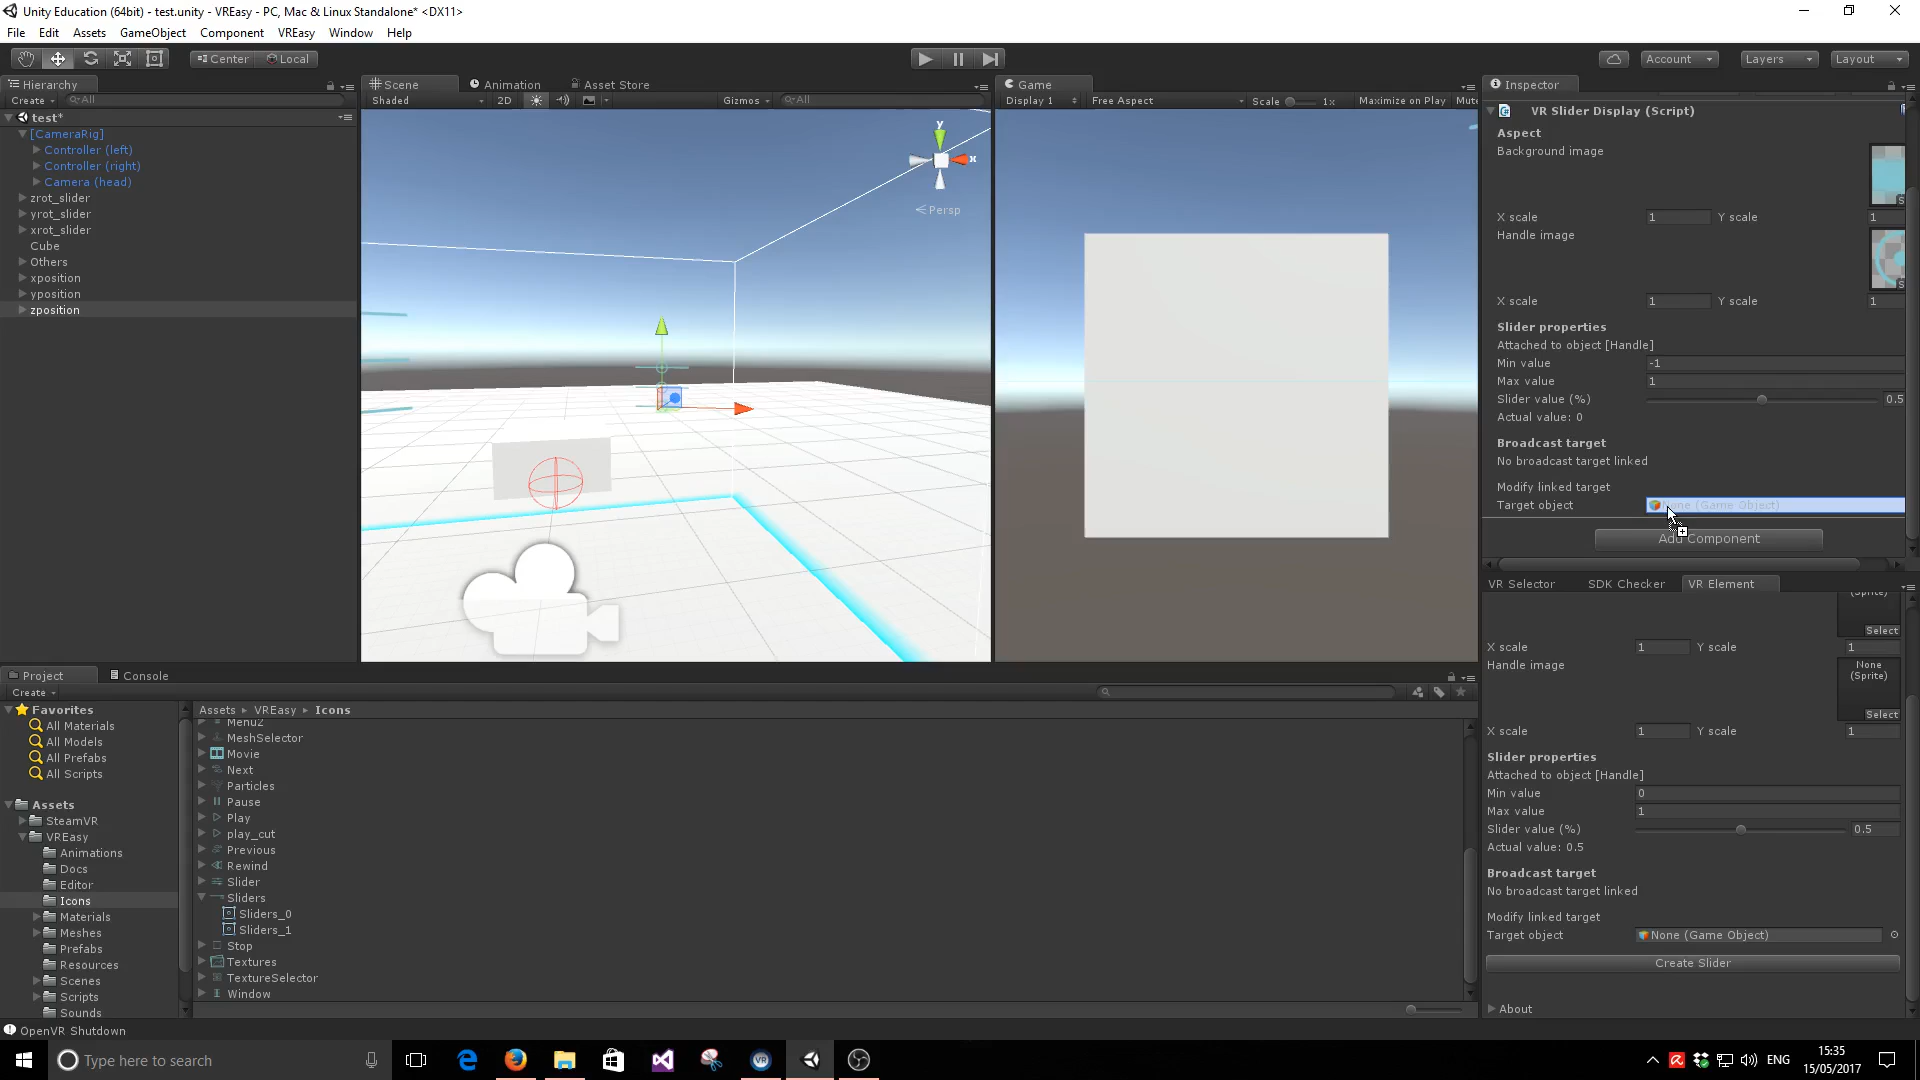 Unity Education (64bit) - test.unity - VREasy - PC, Mac & Linux Standalone* <DX11>
File Edit Assets GameObject Component VREasy Window Help
Center Local
Account Layers Layout
Hierarchy
Create All
test*
[CameraRig]
Controller (left)
Controller (right)
Camera (head)
zrot_slider
yrot_slider
xrot_slider
Cube
Others
xposition
yposition
zposition
Scene Animation Asset Store
Shaded 2D Gizmos All
y
x
Persp
Game
Display 1 Free Aspect Scale 1x Maximize on Play Mute
Inspector
VR Slider Display (Script)
Aspect
Background image
X scale 1 Y scale 1
Handle image
X scale 1 Y scale 1
Slider properties
Attached to object [Handle]
Min value -1
Max value 1
Slider value (%) 0.5
Actual value: 0
Broadcast target
No broadcast target linked
Modify linked target
Target object None (Game Object)
Add Component
VR Selector SDK Checker VR Element
(Sprite)
Select
X scale 1 Y scale 1
Handle image
None
(Sprite)
Select
X scale 1 Y scale 1
Slider properties
Attached to object [Handle]
Min value 0
Max value 1
Slider value (%) 0.5
Actual value: 0.5
Broadcast target
No broadcast target linked
Modify linked target
Target object None (Game Object)
Create Slider
About
Project Console
Create
Favorites
All Materials
All Models
All Prefabs
All Scripts
Assets
SteamVR
VREasy
Animations
Docs
Editor
Icons
Materials
Meshes
Prefabs
Resources
Scenes
Scripts
Sounds
Assets VREasy Icons
Menu2
MeshSelector
Movie
Next
Particles
Pause
Play
play_cut
Previous
Rewind
Slider
Sliders
Sliders_0
Sliders_1
Stop
Textures
TextureSelector
Window
OpenVR Shutdown
Type here to search
VR
ENG
15:35
15/05/2017